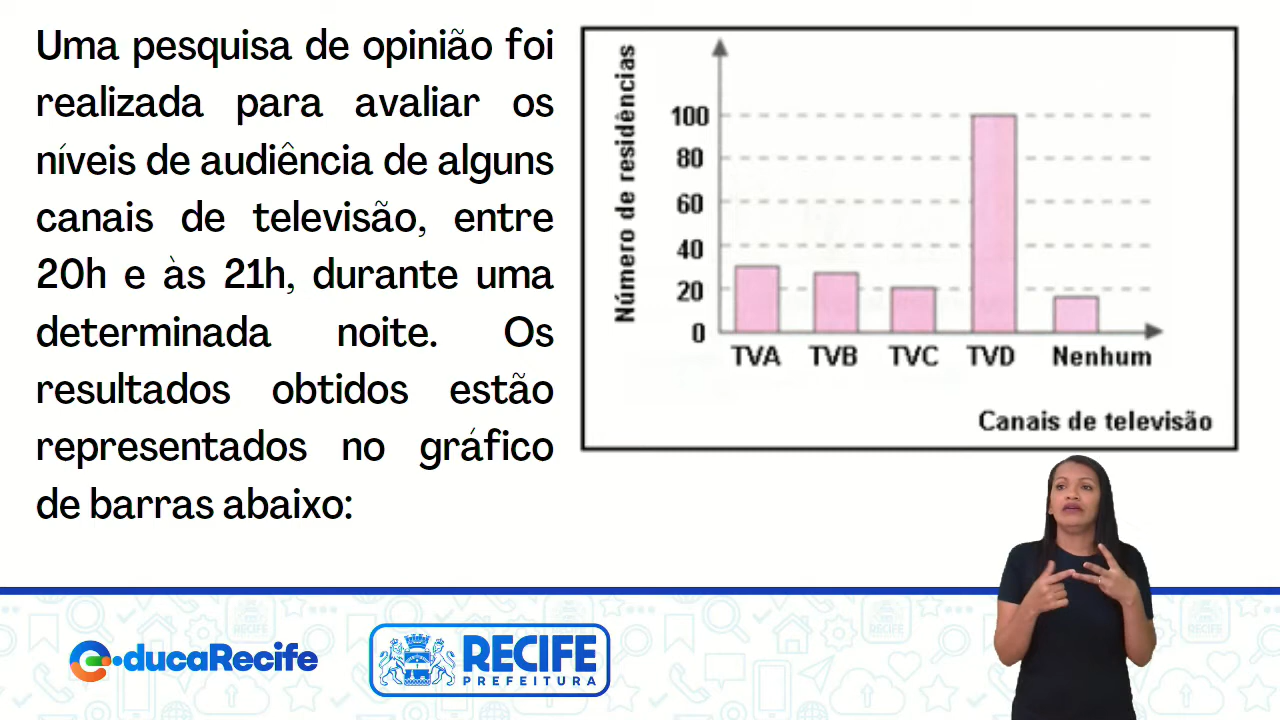 Uma pesquisa de opinião foi
realizada para avaliar os
níveis de audiência de alguns
canais de televisão, entre
20h e às 21h, durante uma
determinada noite. Os
resultados obtidos estão
representados no gráfico
de barras abaixo:
Número de residências
100
80
60
40
20
0
TVA TVB TVC TVD Nenhum
Canais de televisão
educaRecife
RECIFE
PREFEITURA